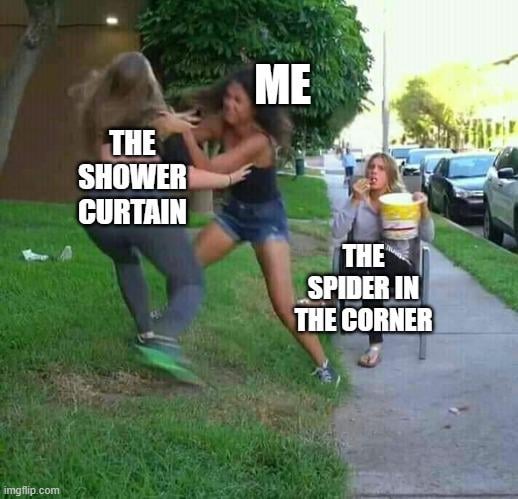 ME
THE
SHOWER
CURTAIN
THE
SPIDER IN
THE CORNER
imgflip.com